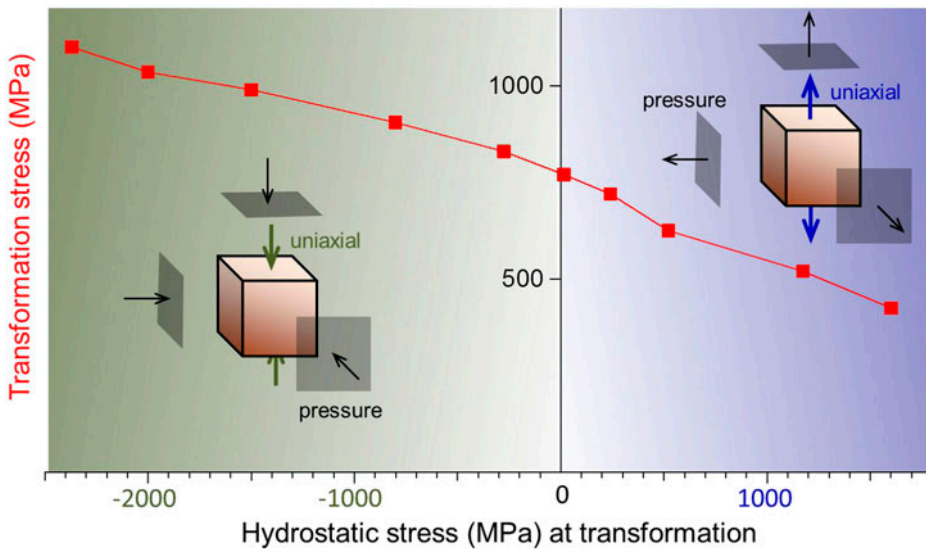 Transformation stress (MPa)
1000
500
pressure
uniaxial
uniaxial
pressure
-2000
-1000
0
1000
Hydrostatic stress (MPa) at transformation